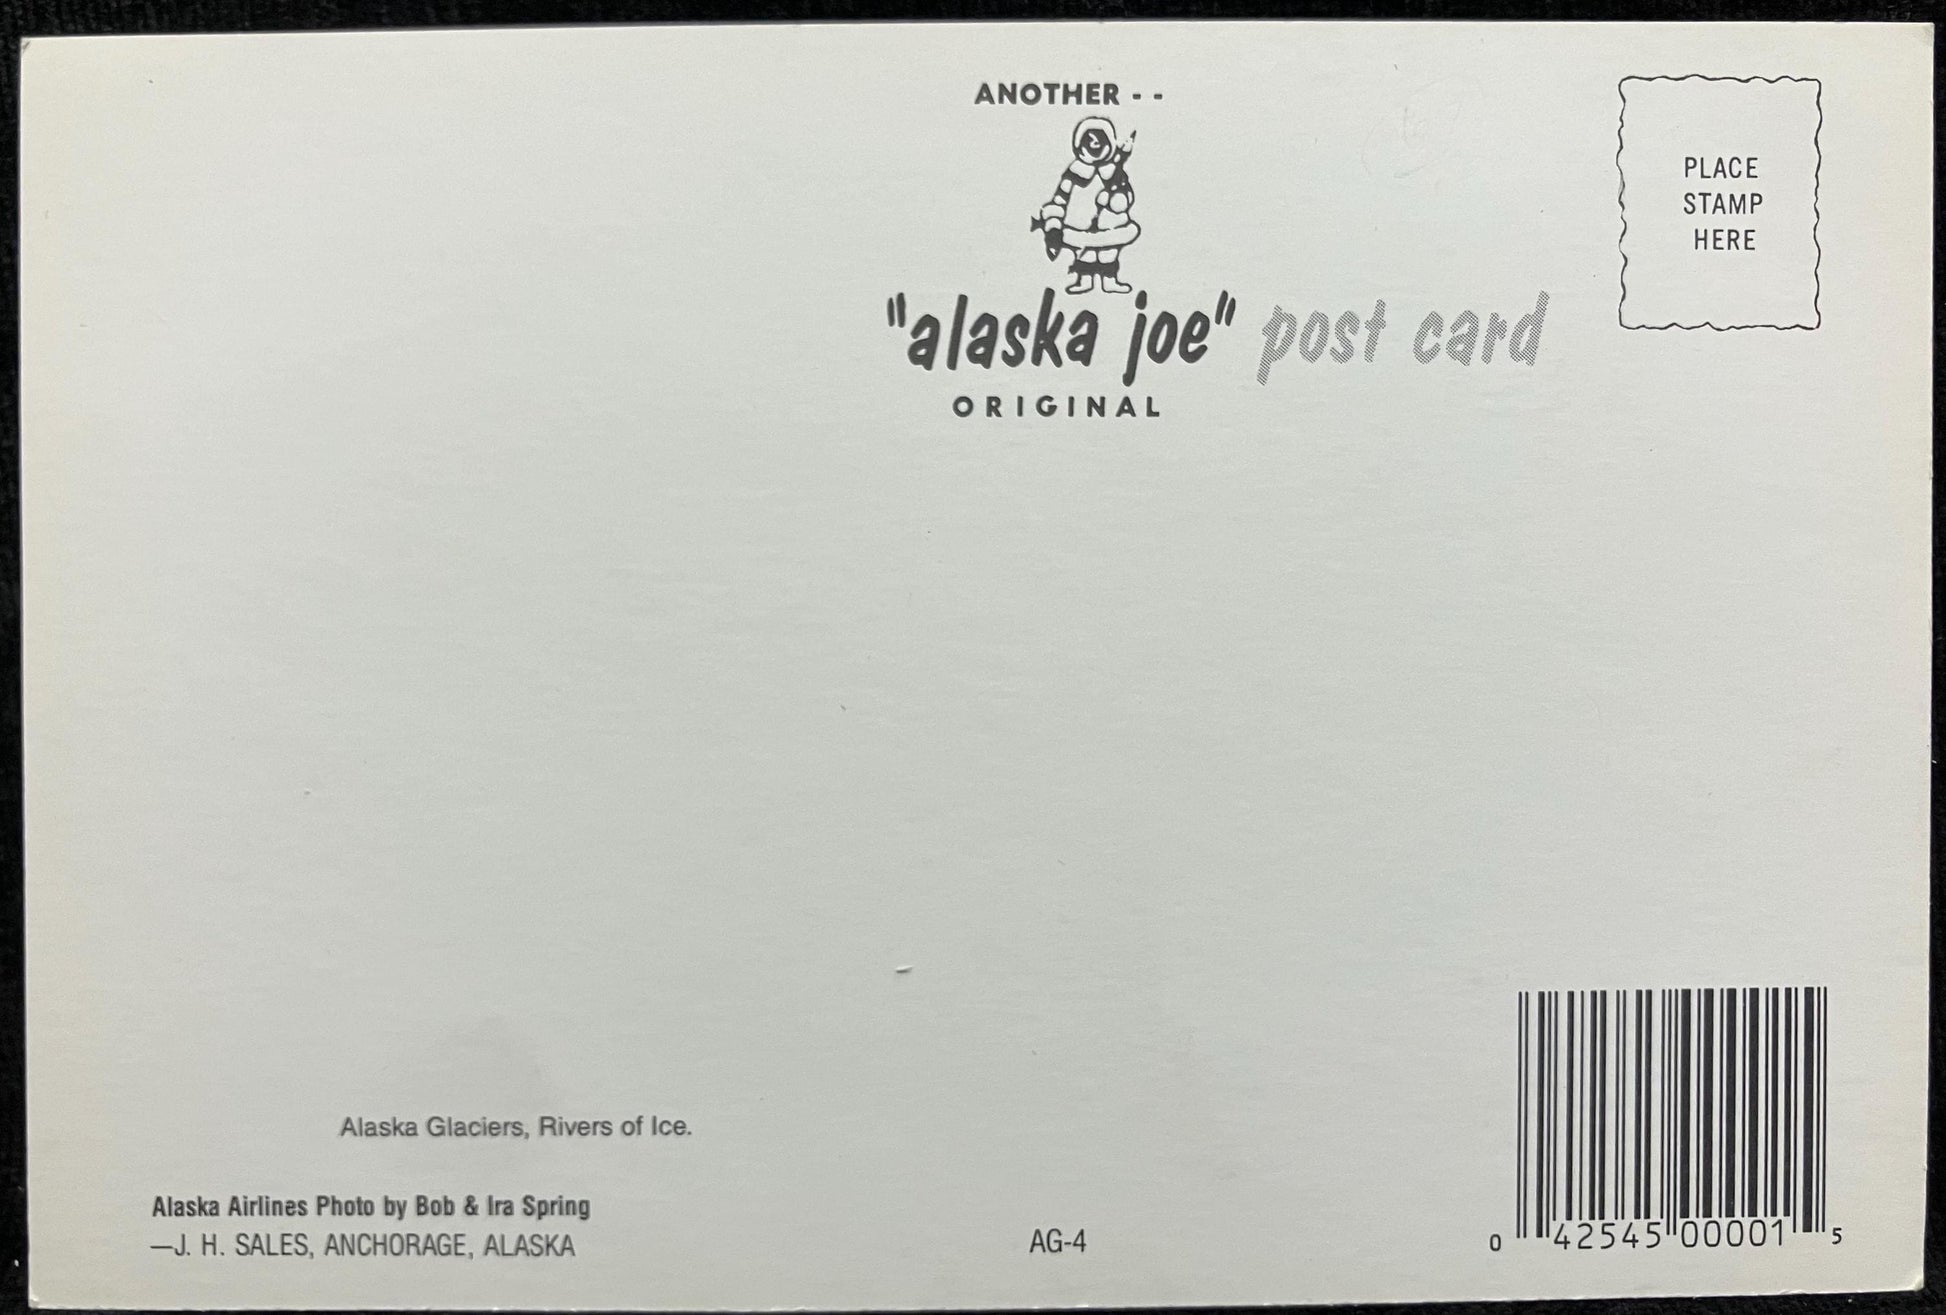 ANOTHER - -
"alaska joe" post card
ORIGINAL
PLACE
STAMP
HERE
Alaska Glaciers, Rivers of Ice.
Alaska Airlines Photo by Bob & Ira Spring
—J. H. SALES, ANCHORAGE, ALASKA
AG-4
0 42545 00001 5